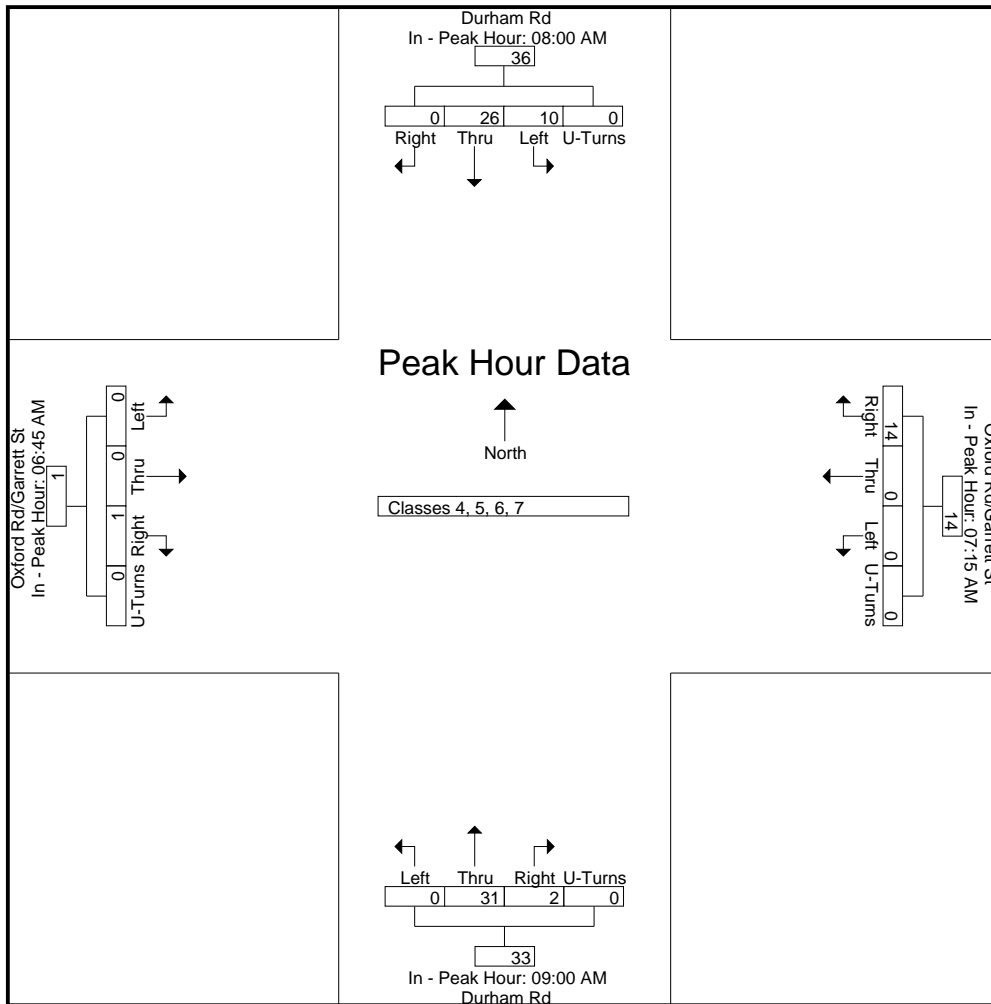 Durham Rd
In - Peak Hour: 08:00 AM
36
0 26 10 0
Right Thru Left U-Turns
Peak Hour Data
North
Classes 4, 5, 6, 7
Oxford Rd/Garrett St
In - Peak Hour: 06:45 AM
1
0 0 1 0
Left Thru Right U-Turns
Oxford Rd/Garrett St
In - Peak Hour: 07:15 AM
14
14 0 0 0
Right Thru Left U-Turns
Left Thru Right U-Turns
0 31 2 0
33
In - Peak Hour: 09:00 AM
Durham Rd